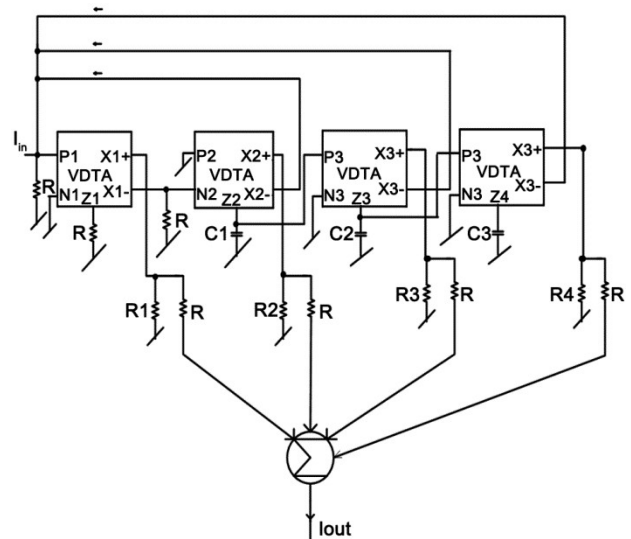 Iin
P1 X1+
VDTA
N1 Z1 X1-
P2 X2+
VDTA
N2 Z2 X2-
P3 X3+
VDTA
N3 Z3 X3-
P3 X3+
VDTA
N3 Z4 X3-
R
R
R
C1
C2
C3
R1 R
R2 R
R3 R
R4 R
Iout